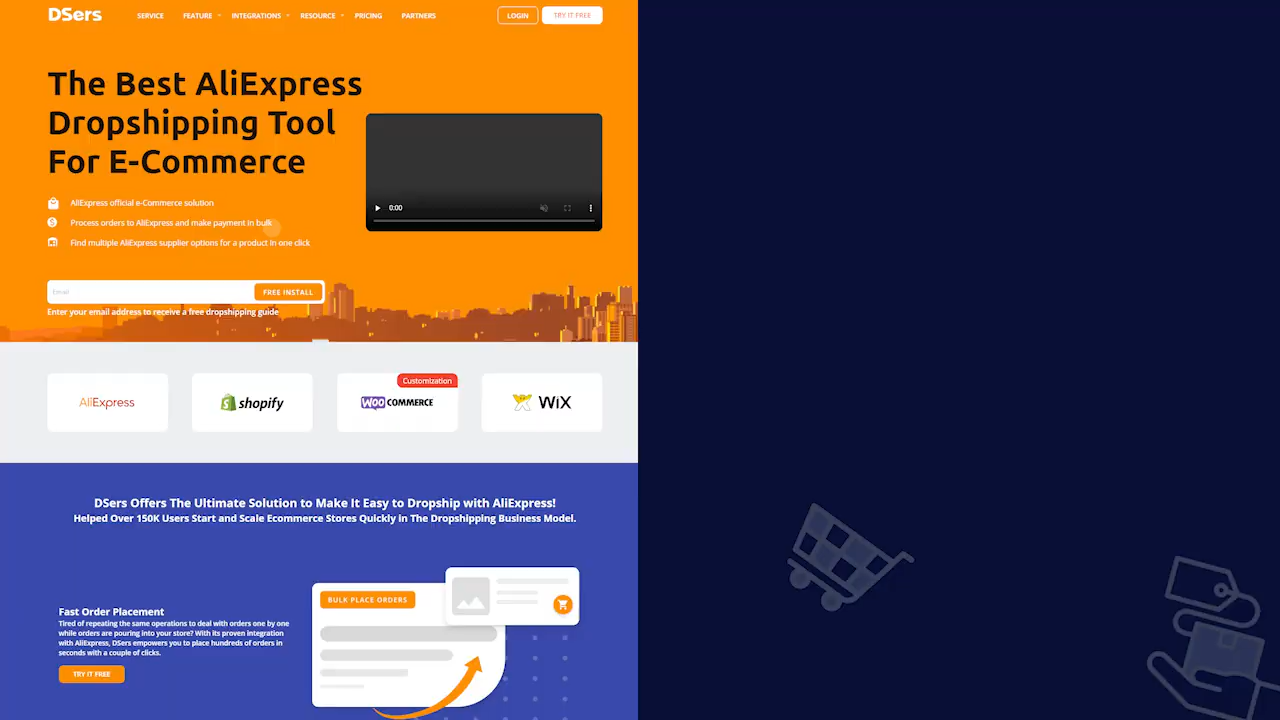 DSers
SERVICE
FEATURE
INTEGRATIONS
RESOURCE
PRICING
PARTNERS
LOGIN
TRY IT FREE
The Best AliExpress
Dropshipping Tool
For E-Commerce
AliExpress official e-Commerce solution
Process orders to AliExpress and make payment in bulk
Find multiple AliExpress supplier options for a product in one click
0:00
Email
FREE INSTALL
Enter your email address to receive a free dropshipping guide
AliExpress
shopify
Customization
WOO COMMERCE
WiX
DSers Offers The Ultimate Solution to Make It Easy to Dropship with AliExpress!
Helped Over 150K Users Start and Scale Ecommerce Stores Quickly in The Dropshipping Business Model.
Fast Order Placement
Tired of repeating the same operations to deal with orders one by one
while orders are pouring into your store? With its proven integration
with AliExpress, DSers empowers you to place hundreds of orders in
seconds with a couple of clicks.
TRY IT FREE
BULK PLACE ORDERS